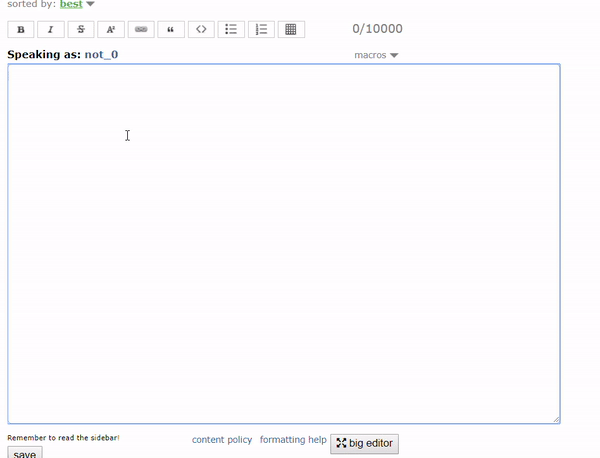 sorted by: best
B I S A² “ <>
0/10000
Speaking as: not_0
macros
Remember to read the sidebar!
content policy formatting help big editor
save